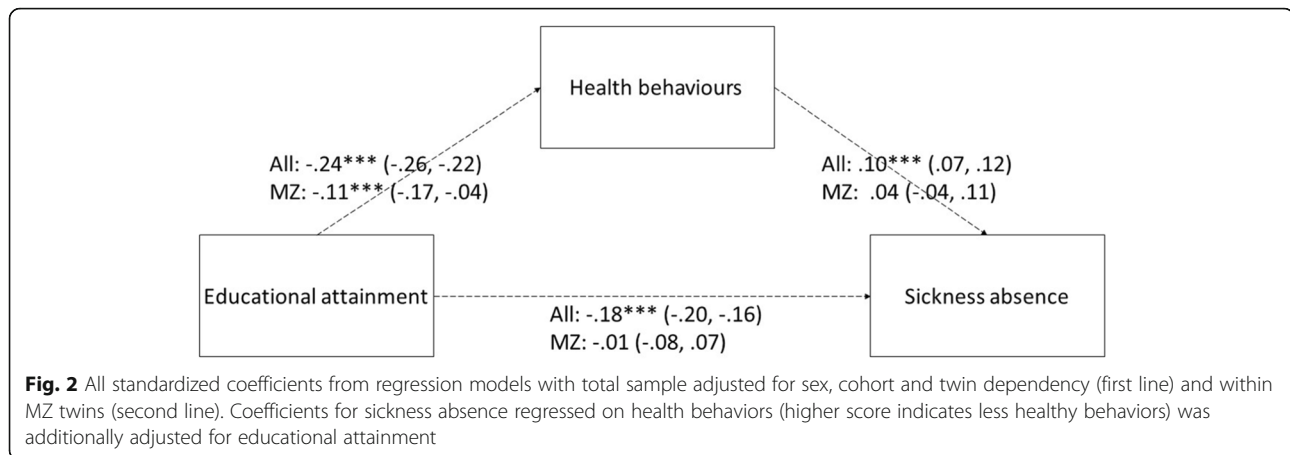 Health behaviours
All: -.24*** (-.26, -.22)
MZ: -.11*** (-.17, -.04)
All: .10*** (.07, .12)
MZ: .04 (-.04, .11)
Educational attainment
All: -.18*** (-.20, -.16)
MZ: -.01 (-.08, .07)
Sickness absence
Fig. 2 All standardized coefficients from regression models with total sample adjusted for sex, cohort and twin dependency (first line) and within
MZ twins (second line). Coefficients for sickness absence regressed on health behaviors (higher score indicates less healthy behaviors) was
additionally adjusted for educational attainment